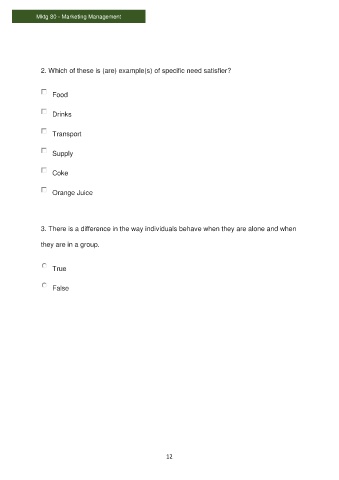 Mktg 80 - Marketing Management
2. Which of these is (are) example(s) of specific need satisfier?
Food
Drinks
Transport
Supply
Coke
Orange Juice
3. There is a difference in the way individuals behave when they are alone and when
they are in a group.
True
False
12